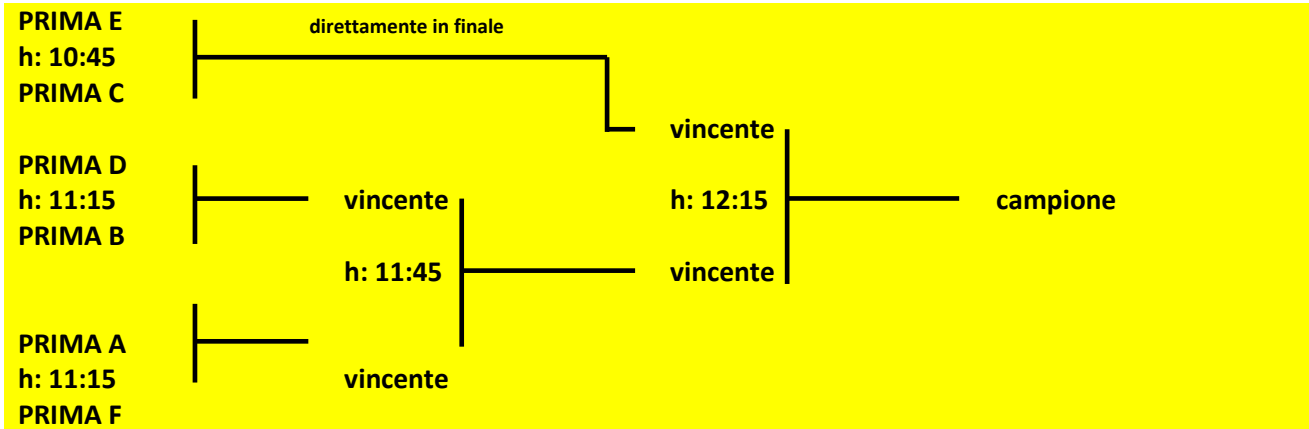 PRIMA E
direttamente in finale
h: 10:45
PRIMA C
vincente
PRIMA D
h: 11:15
vincente
h: 12:15
campione
PRIMA B
h: 11:45
vincente
PRIMA A
h: 11:15
vincente
PRIMA F